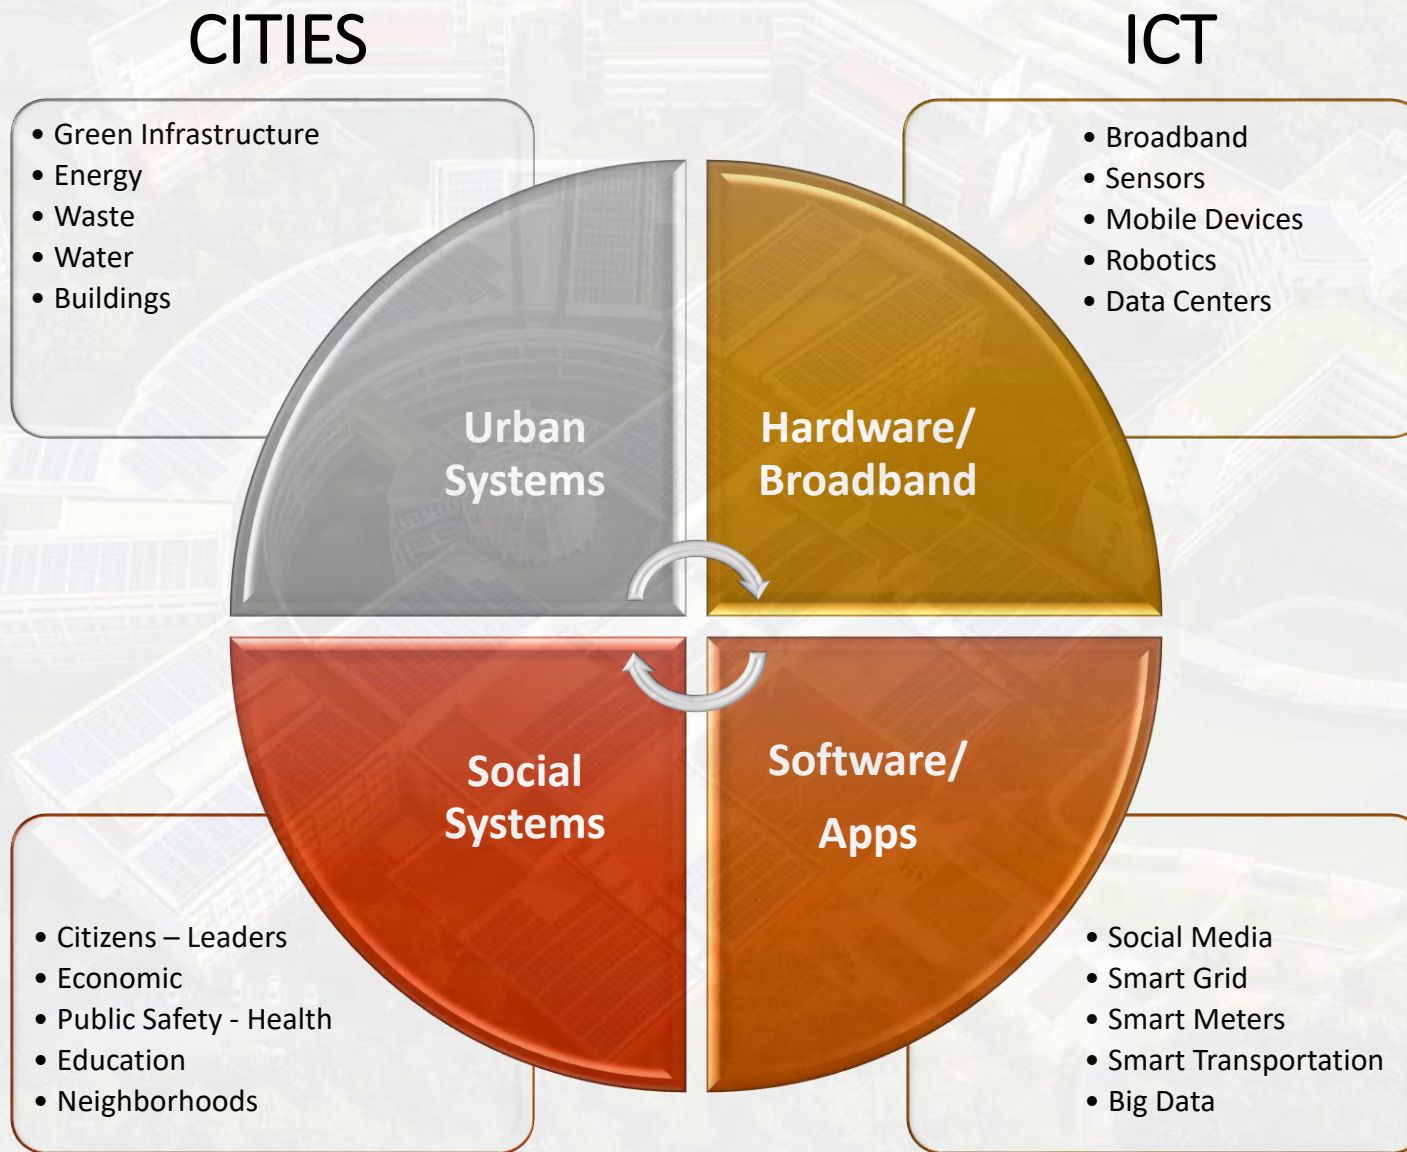 CITIES
ICT
• Green Infrastructure
• Energy
• Waste
• Water
• Buildings
• Broadband
• Sensors
• Mobile Devices
• Robotics
• Data Centers
Urban
Systems
Hardware/
Broadband
Social
Systems
Software/
Apps
• Citizens – Leaders
• Economic
• Public Safety - Health
• Education
• Neighborhoods
• Social Media
• Smart Grid
• Smart Meters
• Smart Transportation
• Big Data